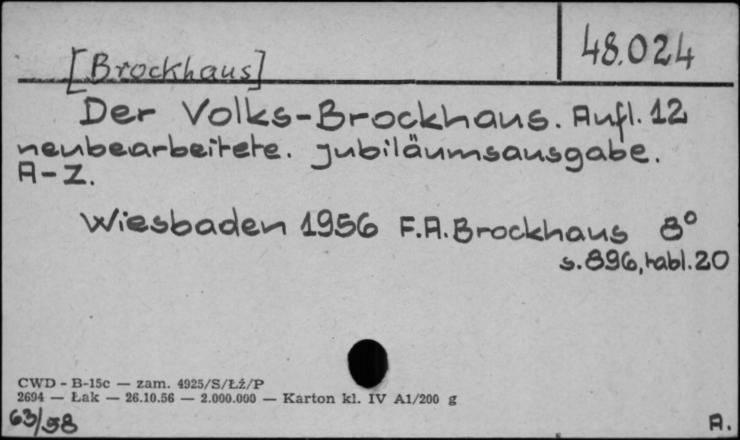 48.024
[Brockhaus]
Der Volks-Brockhaus. Aufl. 12
neubearbeitete. Jubiläumsausgabe.
A-Z.
Wiesbaden 1956 F.A. Brockhaus 8°
s. 896, tabl. 20
CWD - B-15c — zam. 4925/S/Łź/P
2694 — Łak — 26.10.56 — 2.000.000 — Karton kl. IV A1/200 g
63/58
A.